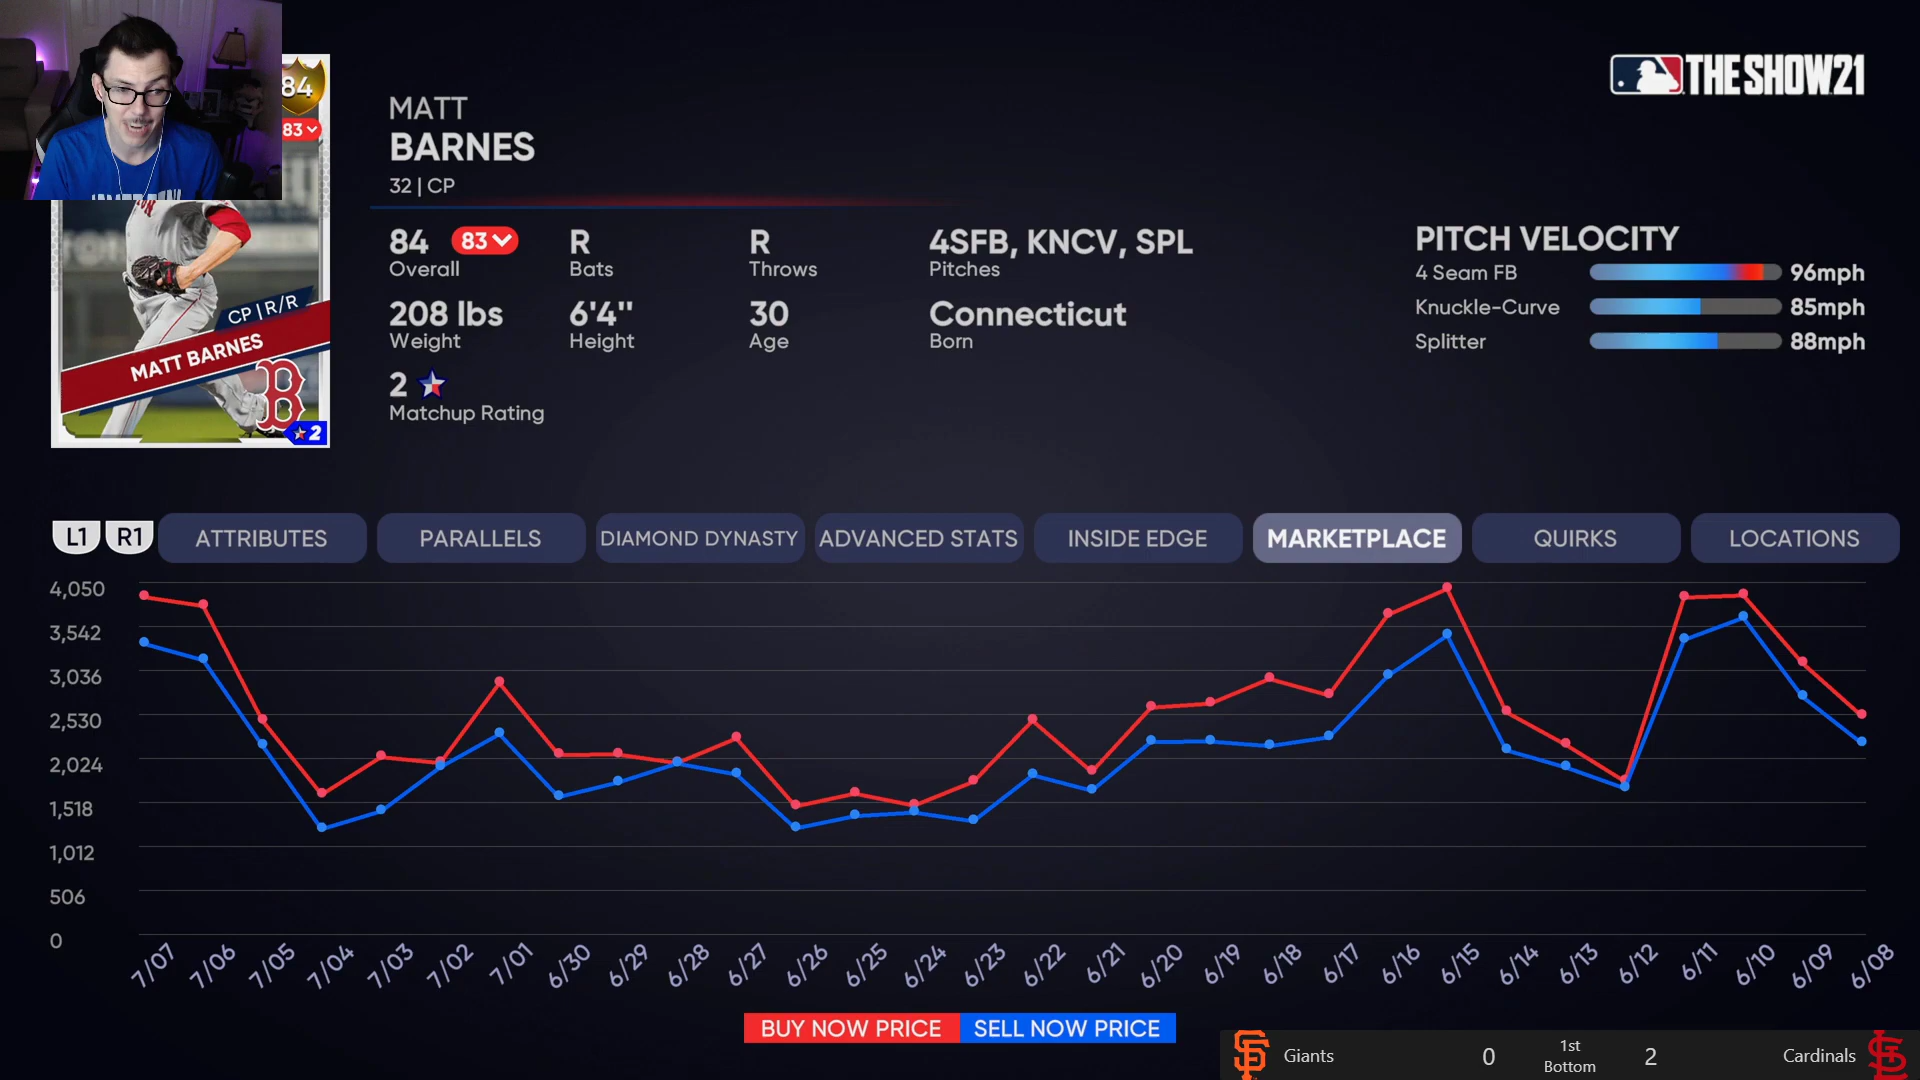 THE SHOW 21
84
83
CP | R/R
MATT BARNES
B
2
MATT
BARNES
32 | CP
84 83
Overall
R
Bats
R
Throws
4SFB, KNCV, SPL
Pitches
208 lbs
Weight
6'4"
Height
30
Age
Connecticut
Born
2
Matchup Rating
PITCH VELOCITY
4 Seam FB 96mph
Knuckle-Curve 85mph
Splitter 88mph
L1 R1 ATTRIBUTES PARALLELS DIAMOND DYNASTY ADVANCED STATS INSIDE EDGE MARKETPLACE QUIRKS LOCATIONS
4,050
3,542
3,036
2,530
2,024
1,518
1,012
506
0
7/07 7/06 7/05 7/04 7/03 7/02 7/01 6/30 6/29 6/28 6/27 6/26 6/25 6/24 6/23 6/22 6/21 6/20 6/19 6/18 6/17 6/16 6/15 6/14 6/13 6/12 6/11 6/10 6/09 6/08
BUY NOW PRICE SELL NOW PRICE
SF Giants 0 1st Bottom 2 Cardinals